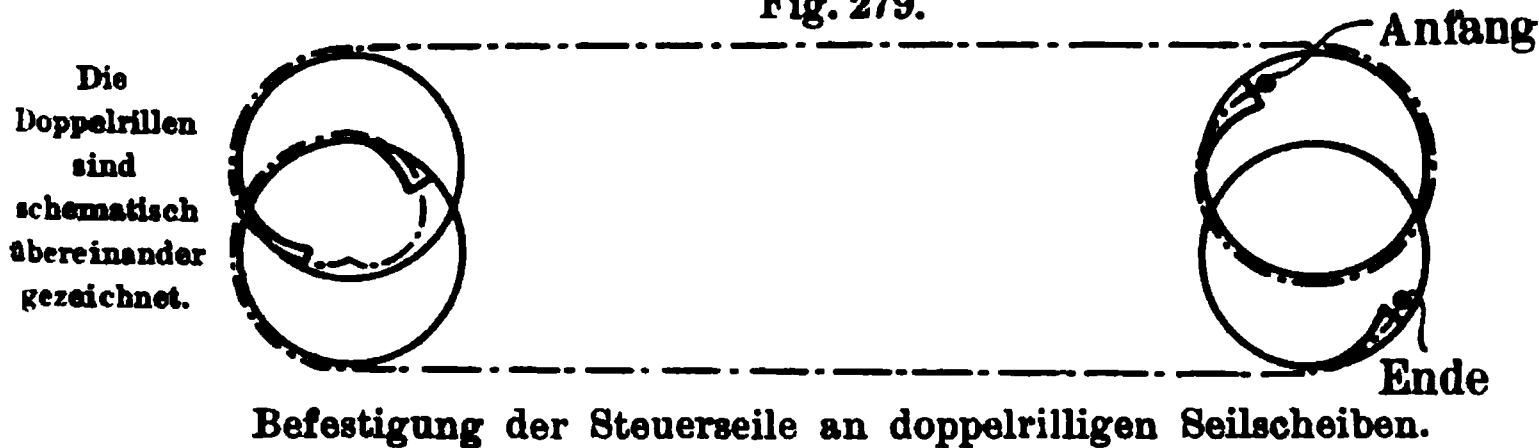 Fig. 279.
Anfang
Die
Doppelrillen
sind
schematisch
übereinander
gezeichnet.
Ende
Befestigung der Steuerseile an doppelrilligen Seilscheiben.